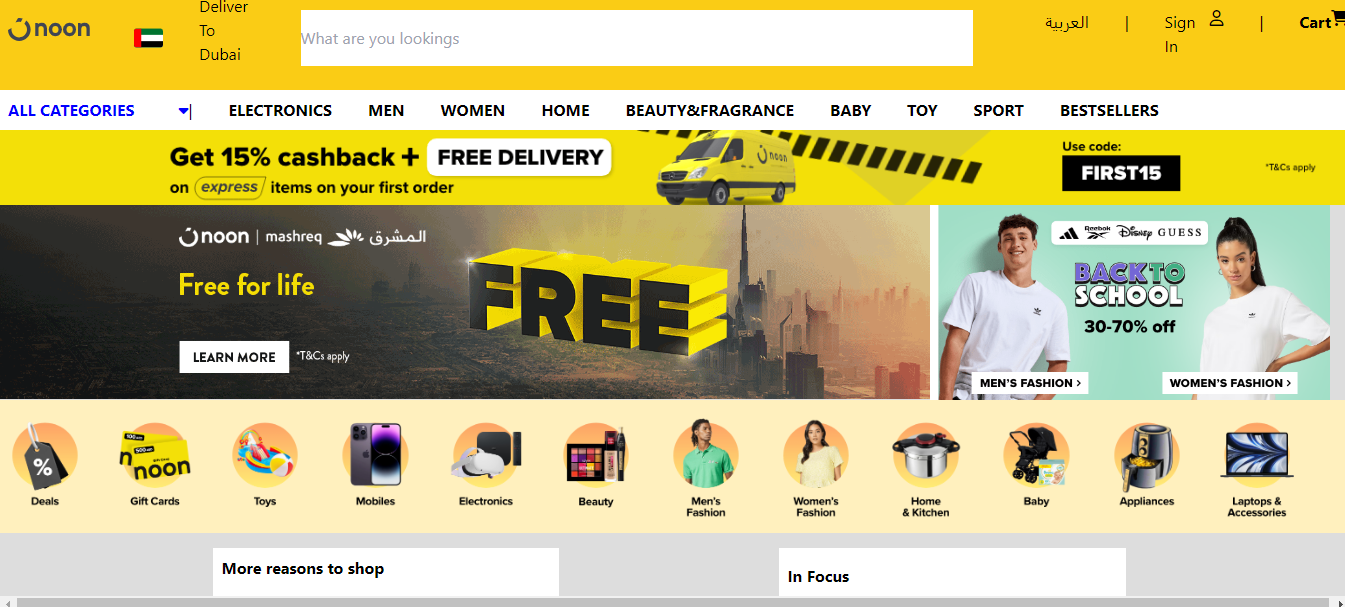 noon
Deliver
To
Dubai
What are you lookings
العربية
|
Sign
In
|
Cart
ALL CATEGORIES
|
ELECTRONICS
MEN
WOMEN
HOME
BEAUTY&FRAGRANCE
BABY
TOY
SPORT
BESTSELLERS
Get 15% cashback + FREE DELIVERY
on express items on your first order
noon
Use code:
FIRST15
*T&Cs apply
noon | mashreq المشرق
Free for life
FREE
LEARN MORE
*T&Cs apply
Reebok Disney GUESS
BACK TO
SCHOOL
30-70% off
MEN'S FASHION ›
WOMEN'S FASHION ›
%
Deals
100
500
noon
Gift Cards
Toys
Mobiles
Electronics
Beauty
Men's
Fashion
Women's
Fashion
Home
& Kitchen
Baby
Appliances
Laptops &
Accessories
More reasons to shop
In Focus